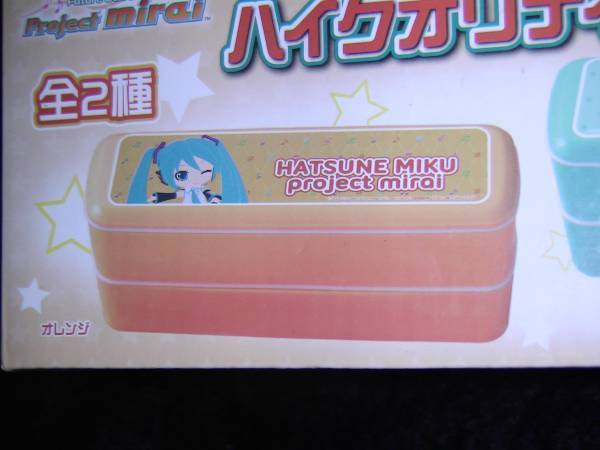 Project mirai
ハイクオリティ
全2種
HATSUNE MIKU
project mirai
オレンジ